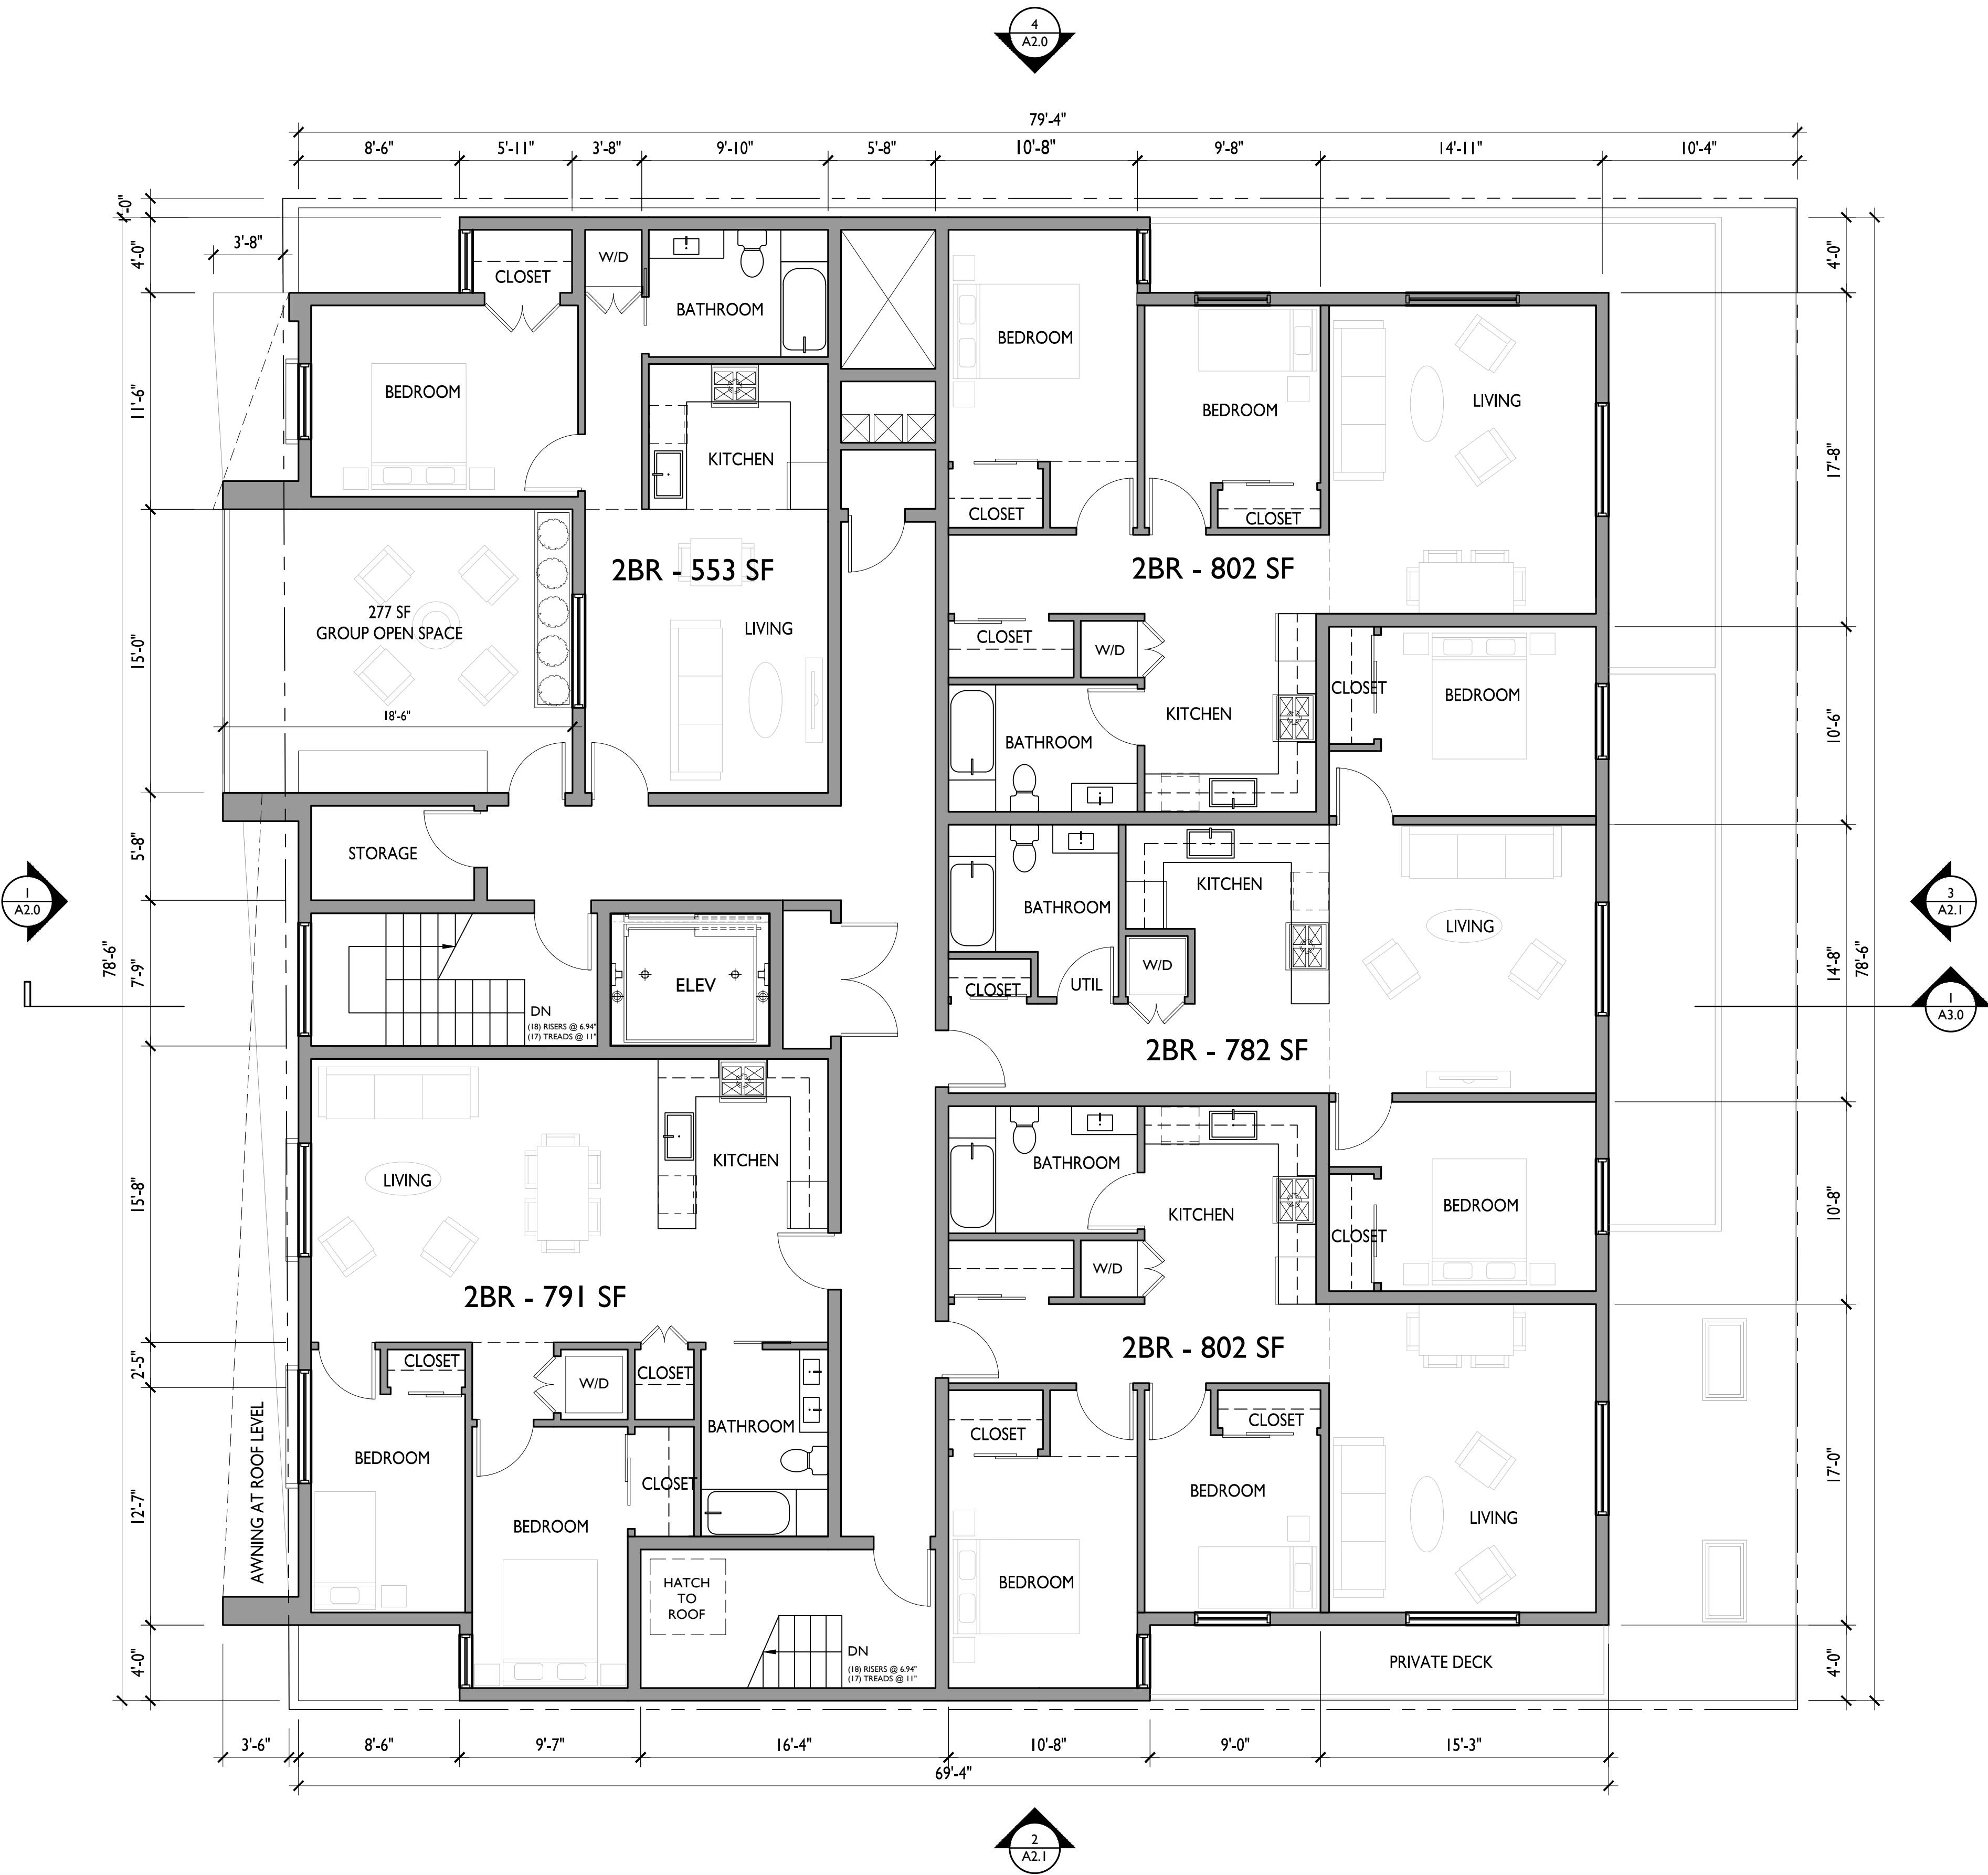 4
A2.0
79'-4"
8'-6"
5'-11"
3'-8"
9'-10"
5'-8"
10'-8"
9'-8"
14'-11"
10'-4"
1'-0"
4'-0"
3'-8"
4'-0"
CLOSET
W/D
BATHROOM
BEDROOM
BEDROOM
BEDROOM
LIVING
11'-6"
KITCHEN
17'-8"
CLOSET
CLOSET
2BR - 553 SF
2BR - 802 SF
277 SF
GROUP OPEN SPACE
LIVING
15'-0"
CLOSET
W/D
CLOSET
BEDROOM
18'-6"
KITCHEN
BATHROOM
10'-6"
STORAGE
5'-8"
KITCHEN
BATHROOM
LIVING
1
A2.0
3
A2.1
78'-6"
7'-9"
ELEV
W/D
UTIL
CLOSET
14'-8"
78'-6"
DN
(18) RISERS @ 6.94"
(17) TREADS @ 11"
1
A3.0
2BR - 782 SF
LIVING
KITCHEN
BATHROOM
15'-8"
KITCHEN
BEDROOM
10'-8"
CLOSET
W/D
2BR - 791 SF
2BR - 802 SF
2'-5"
CLOSET
W/D
CLOSET
BATHROOM
CLOSET
CLOSET
AWNING AT ROOF LEVEL
BEDROOM
CLOSET
BEDROOM
LIVING
17'-0"
12'-7"
BEDROOM
HATCH
TO
ROOF
BEDROOM
4'-0"
DN
(18) RISERS @ 6.94"
(17) TREADS @ 11"
PRIVATE DECK
4'-0"
3'-6"
8'-6"
9'-7"
16'-4"
10'-8"
9'-0"
15'-3"
69'-4"
2
A2.1